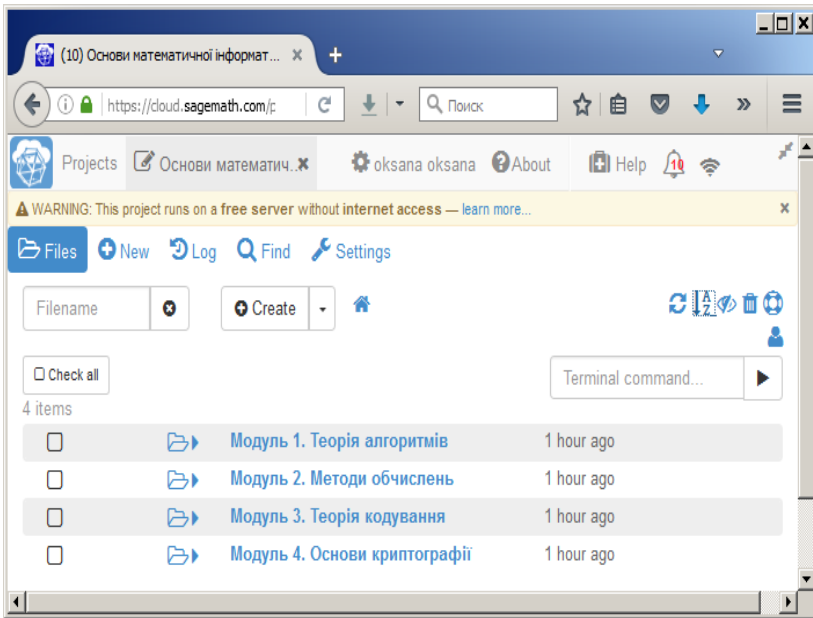 (10) Основи математичної інформат...
https://cloud.sagemath.com/p
Поиск
Projects Основи математич.. oksana oksana About Help 10
WARNING: This project runs on a free server without internet access — learn more...
Files New Log Find Settings
Filename Create
Check all Terminal command...
4 items
Модуль 1. Теорія алгоритмів 1 hour ago
Модуль 2. Методи обчислень 1 hour ago
Модуль 3. Теорія кодування 1 hour ago
Модуль 4. Основи криптографії 1 hour ago